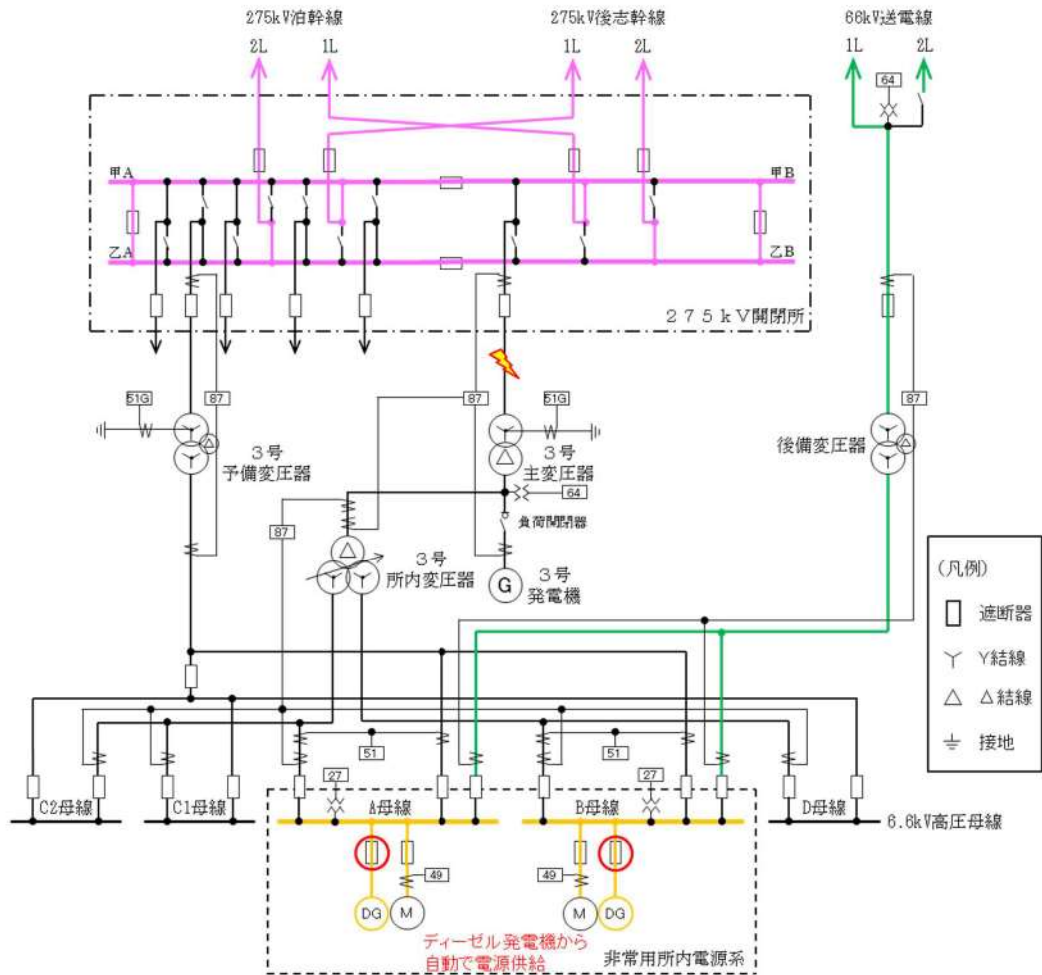 275kV泊幹線 275kV後志幹線 66kV送電線
2L 1L 1L 2L 1L 2L
64
甲A 甲B
乙A 乙B
275kV開閉所
51G 87 87 51G 87
3号
予備変圧器
3号
主変圧器
後備変圧器
64
87
負荷開閉器
3号
所内変圧器
G
3号
発電機
(凡例)
遮断器
Y結線
△結線
接地
51 51
27 27
C2母線 C1母線 A母線 B母線 D母線
6.6kV高圧母線
49 49
DG M M DG
ディーゼル発電機から
自動で電源供給
非常用所内電源系